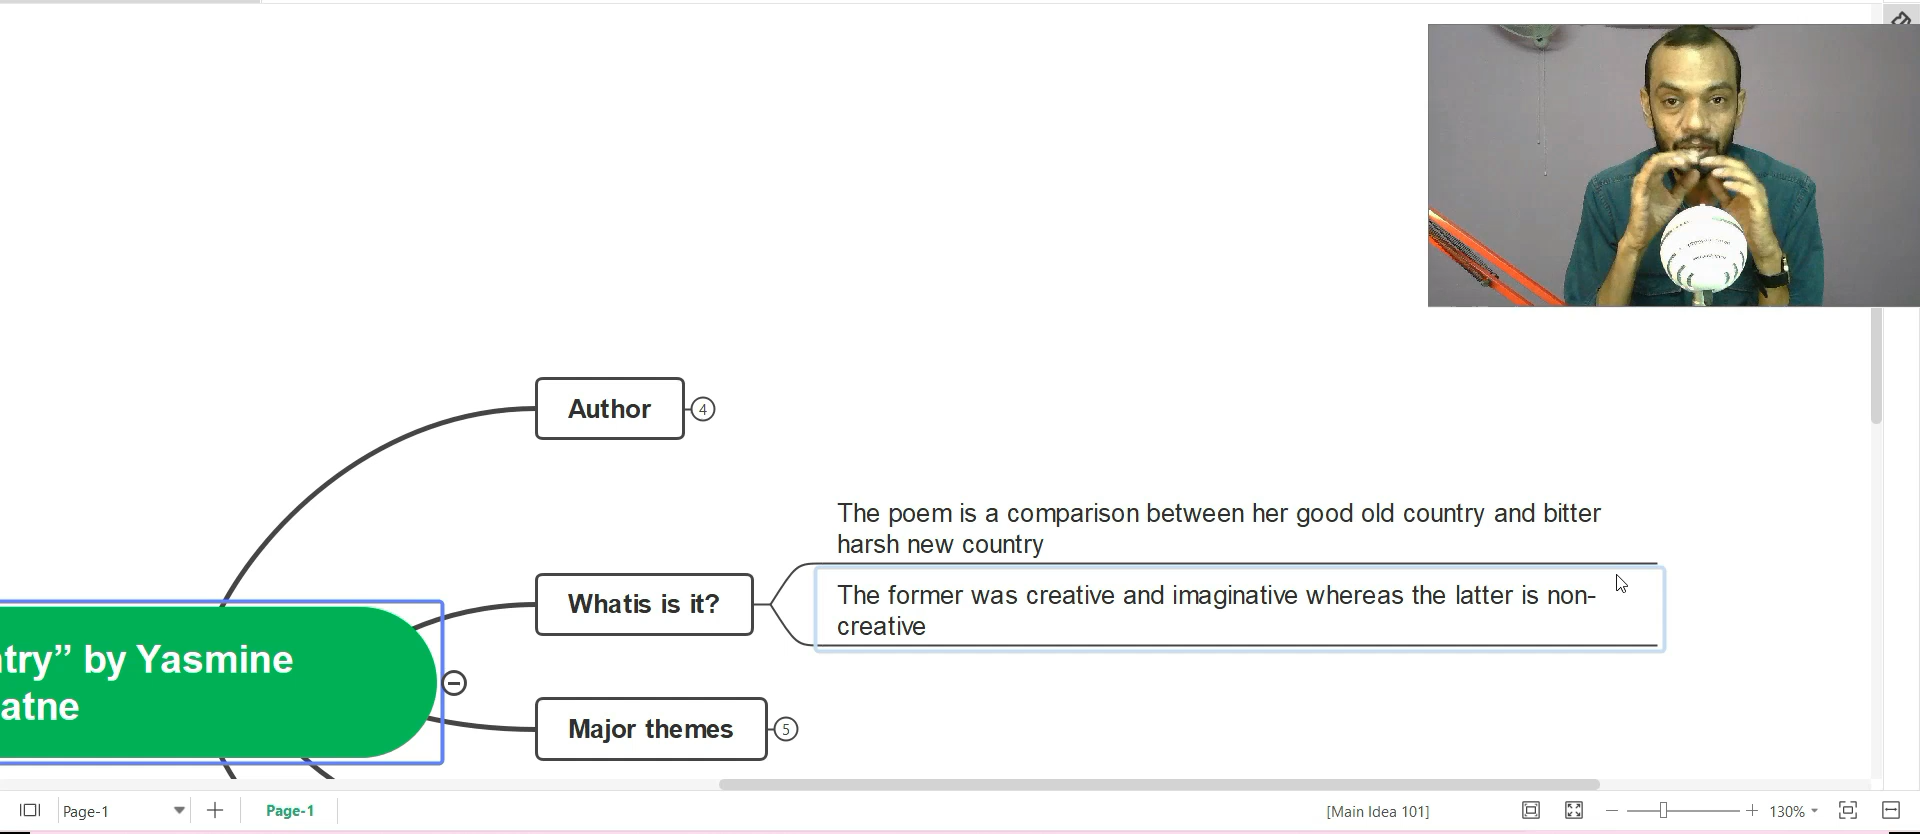 Author
4
The poem is a comparison between her good old country and bitter
harsh new country
Whatis is it?
The former was creative and imaginative whereas the latter is non-
creative
ntry” by Yasmine
atne
Major themes
5
Page-1
Page-1
[Main Idea 101]
130%